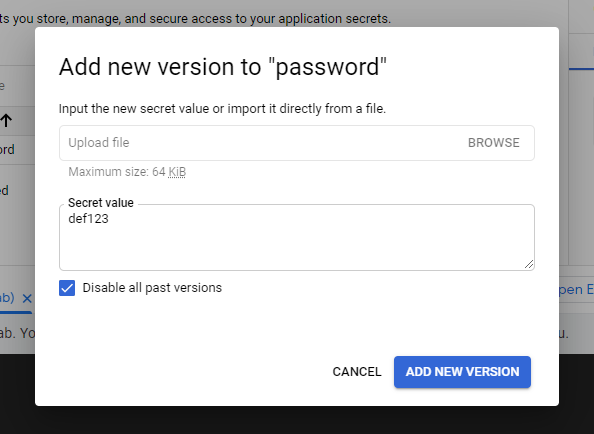 ts you store, manage, and secure access to your application secrets.
Add new version to "password"
Input the new secret value or import it directly from a file.
Upload file
BROWSE
Maximum size: 64 KiB
Secret value
def123
Disable all past versions
CANCEL
ADD NEW VERSION
e
ord
ed
ab)
pen E
ab. Yo
u.